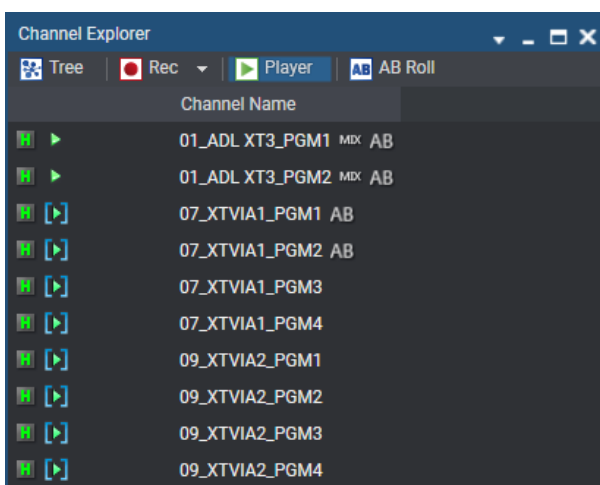 Channel Explorer
Tree Rec Player AB AB Roll
Channel Name
H 01_ADL XT3_PGM1 MIX AB
H 01_ADL XT3_PGM2 MIX AB
H 07_XTVIA1_PGM1 AB
H 07_XTVIA1_PGM2 AB
H 07_XTVIA1_PGM3
H 07_XTVIA1_PGM4
H 09_XTVIA2_PGM1
H 09_XTVIA2_PGM2
H 09_XTVIA2_PGM3
H 09_XTVIA2_PGM4